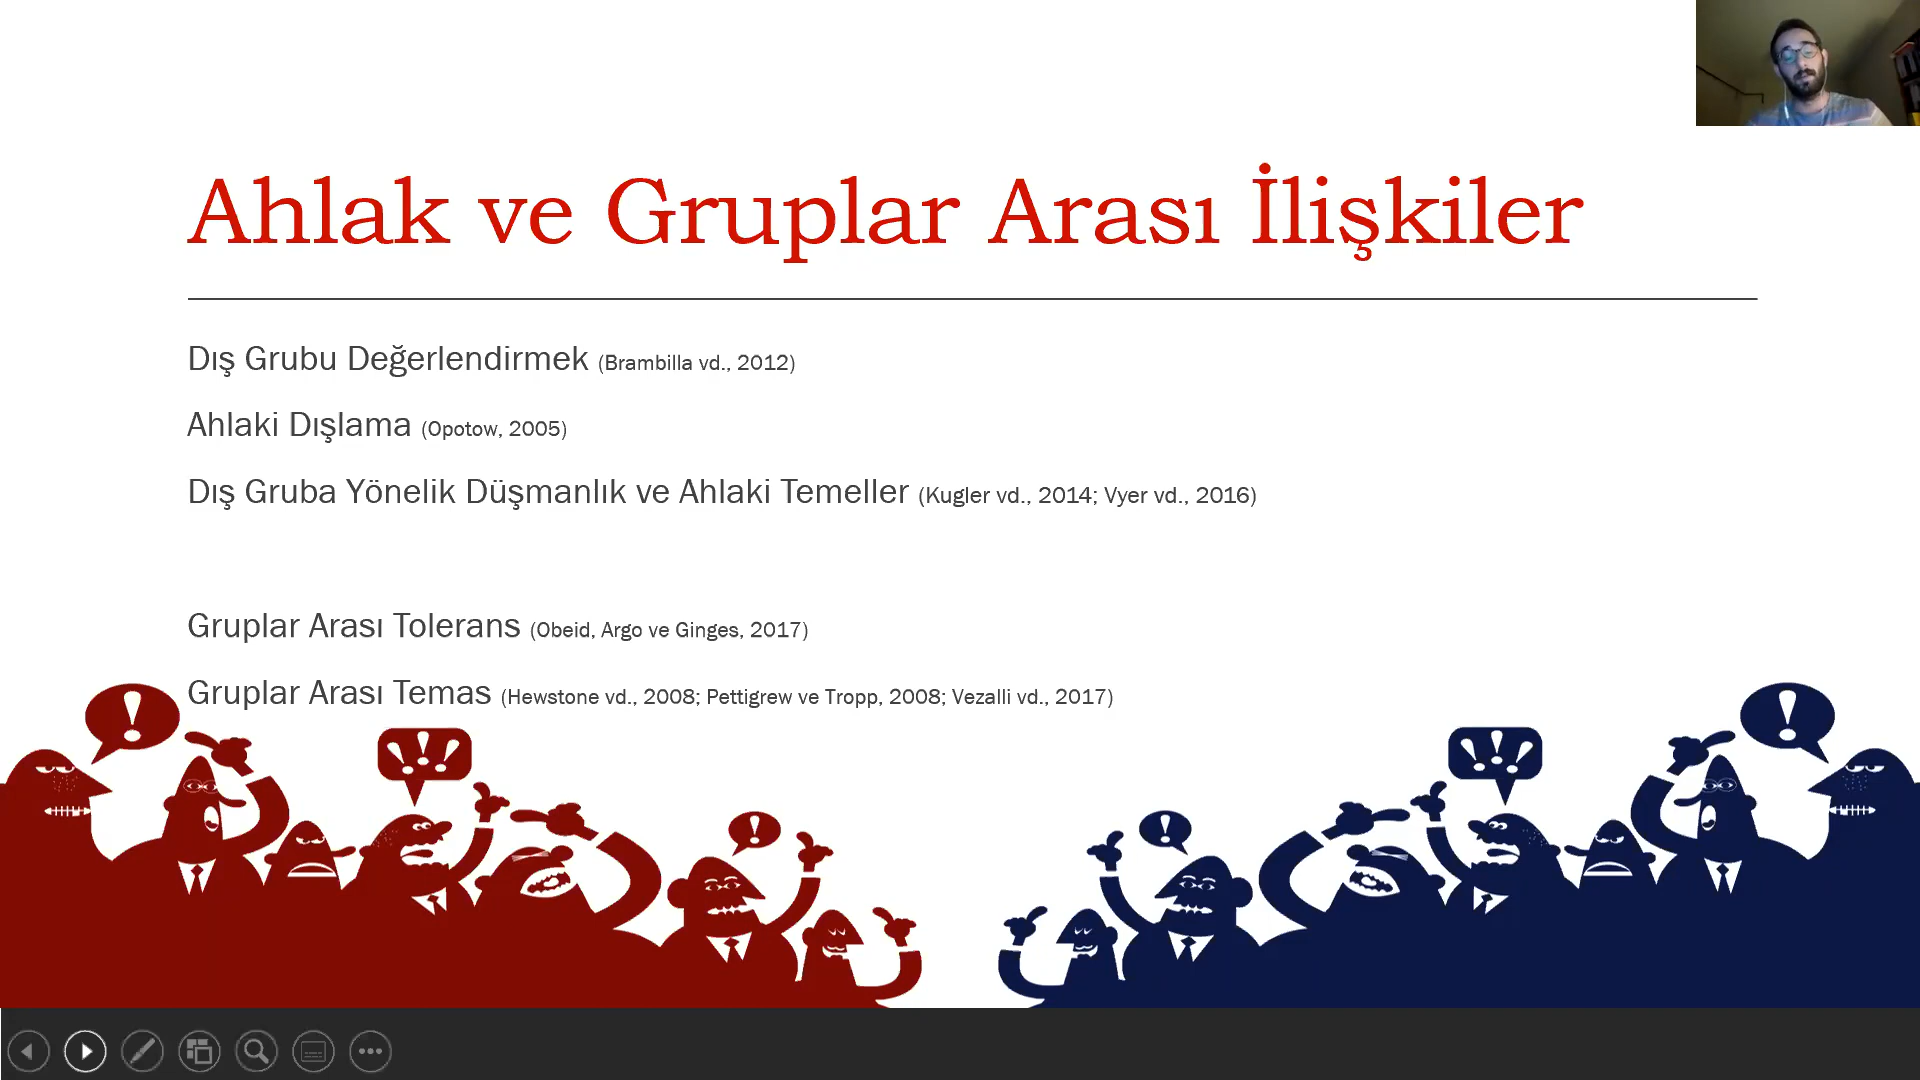 Ahlak ve Gruplar Arası İlişkiler
Dış Grubu Değerlendirmek (Brambilla vd., 2012)
Ahlaki Dışlama (Opotow, 2005)
Dış Gruba Yönelik Düşmanlık ve Ahlaki Temeller (Kugler vd., 2014; Vyer vd., 2016)
Gruplar Arası Tolerans (Obeid, Argo ve Ginges, 2017)
Gruplar Arası Temas (Hewstone vd., 2008; Pettigrew ve Tropp, 2008; Vezalli vd., 2017)
!
!!!
!
!
!!!
!